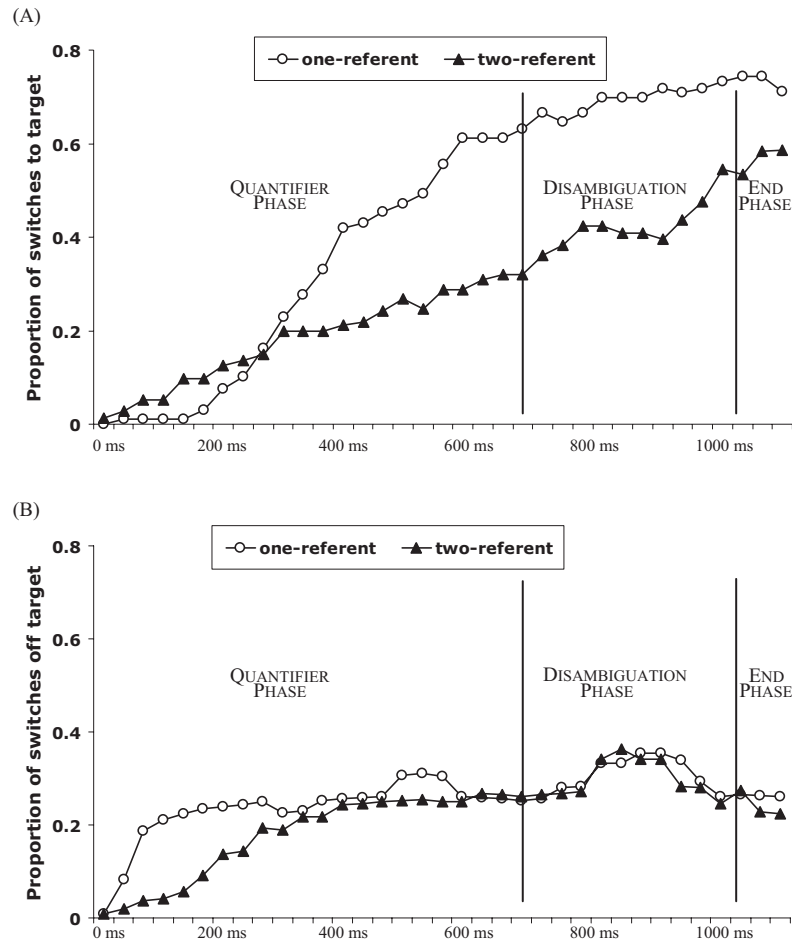 (A)
one-referent two-referent
0.8
0.6
0.4
0.2
0
Proportion of switches to target
QUANTIFIER
PHASE
DISAMBIGUATION
PHASE
END
PHASE
0 ms 200 ms 400 ms 600 ms 800 ms 1000 ms
(B)
one-referent two-referent
0.8
0.6
0.4
0.2
0
Proportion of switches off target
QUANTIFIER
PHASE
DISAMBIGUATION
PHASE
END
PHASE
0 ms 200 ms 400 ms 600 ms 800 ms 1000 ms